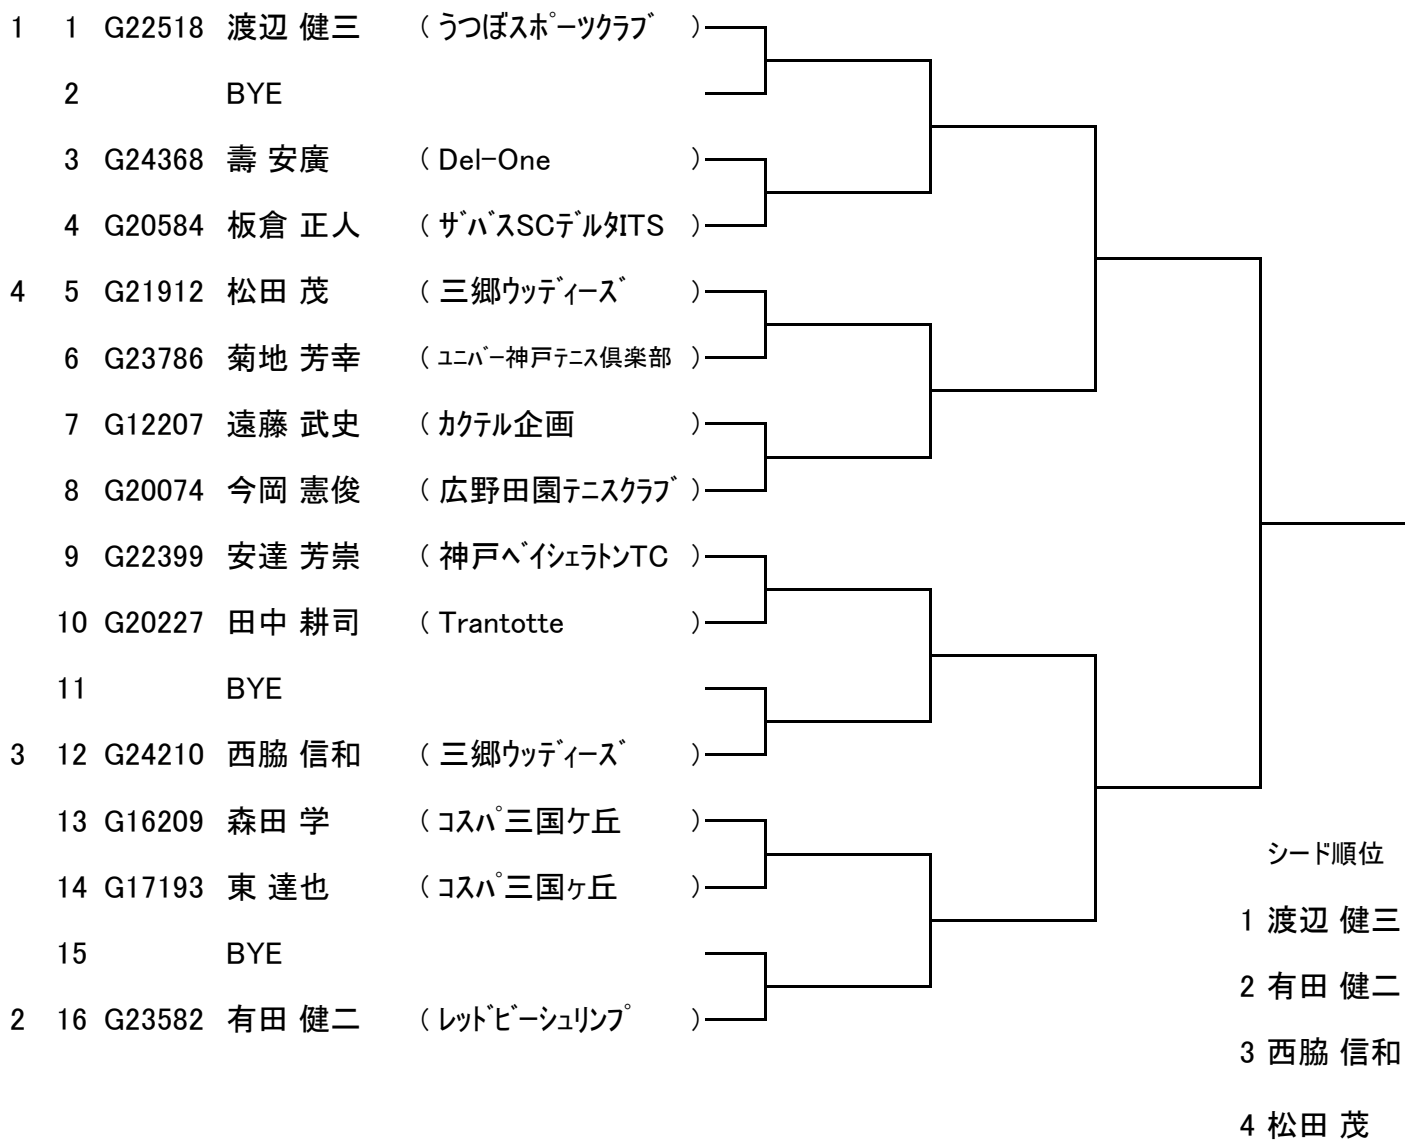 1 1 G22518 渡辺 健三 ( うつぼスポーツクラブ )
2 BYE
3 G24368 壽 安廣 ( Del-One )
4 G20584 板倉 正人 ( ザバスSCデルタITS )
4 5 G21912 松田 茂 ( 三郷ウッディーズ )
6 G23786 菊地 芳幸 ( ユニバー神戸テニス倶楽部 )
7 G12207 遠藤 武史 ( カクテル企画 )
8 G20074 今岡 憲俊 ( 広野田園テニスクラブ )
9 G22399 安達 芳崇 ( 神戸ベイシェラトンTC )
10 G20227 田中 耕司 ( Trantotte )
11 BYE
3 12 G24210 西脇 信和 ( 三郷ウッディーズ )
13 G16209 森田 学 ( コスパ三国ケ丘 )
14 G17193 東 達也 ( コスパ三国ヶ丘 )
15 BYE
2 16 G23582 有田 健二 ( レッドビーシュリンプ )
シード順位
1 渡辺 健三
2 有田 健二
3 西脇 信和
4 松田 茂